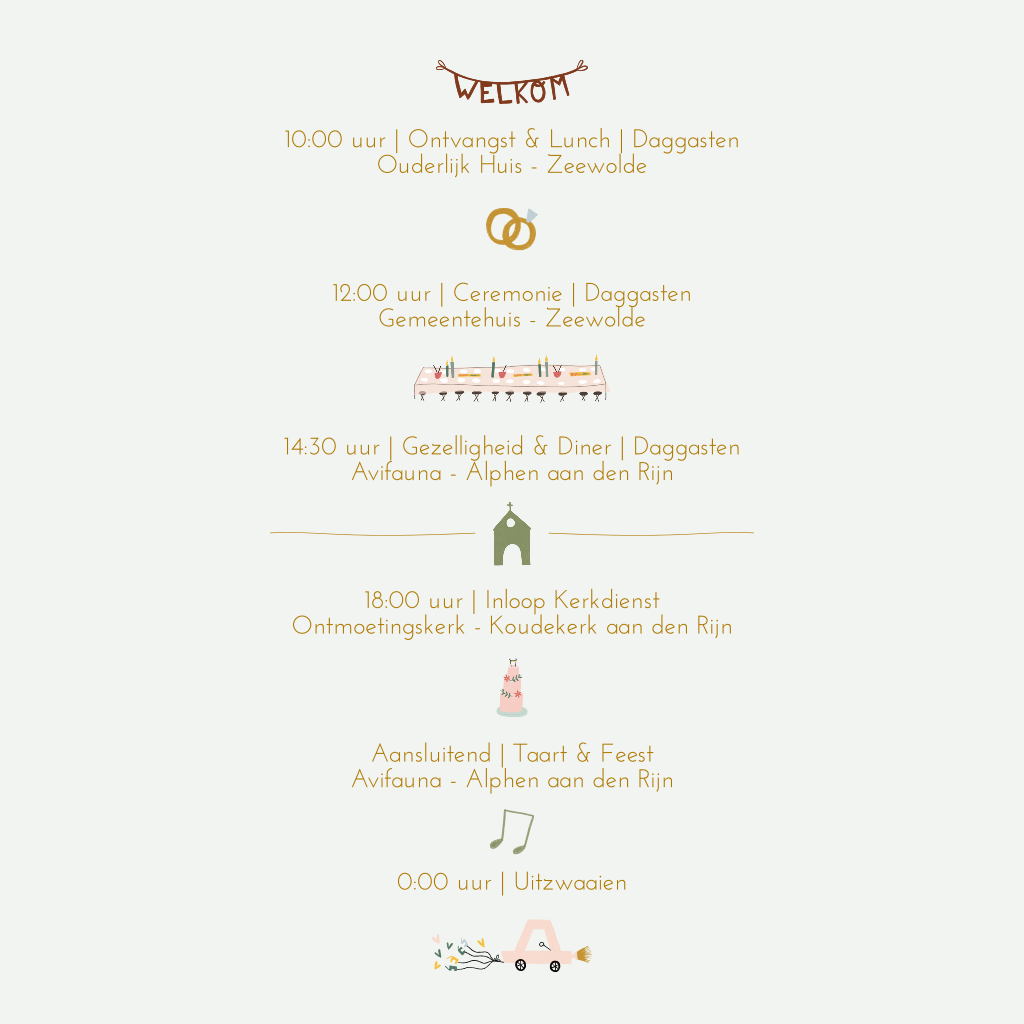 WELKOM
10:00 uur | Ontvangst & Lunch | Daggasten
Ouderlijk Huis - Zeewolde
12:00 uur | Ceremonie | Daggasten
Gemeentehuis - Zeewolde
14:30 uur | Gezelligheid & Diner | Daggasten
Avifauna - Alphen aan den Rijn
18:00 uur | Inloop Kerkdienst
Ontmoetingskerk - Koudekerk aan den Rijn
Aansluitend | Taart & Feest
Avifauna - Alphen aan den Rijn
0:00 uur | Uitzwaaien